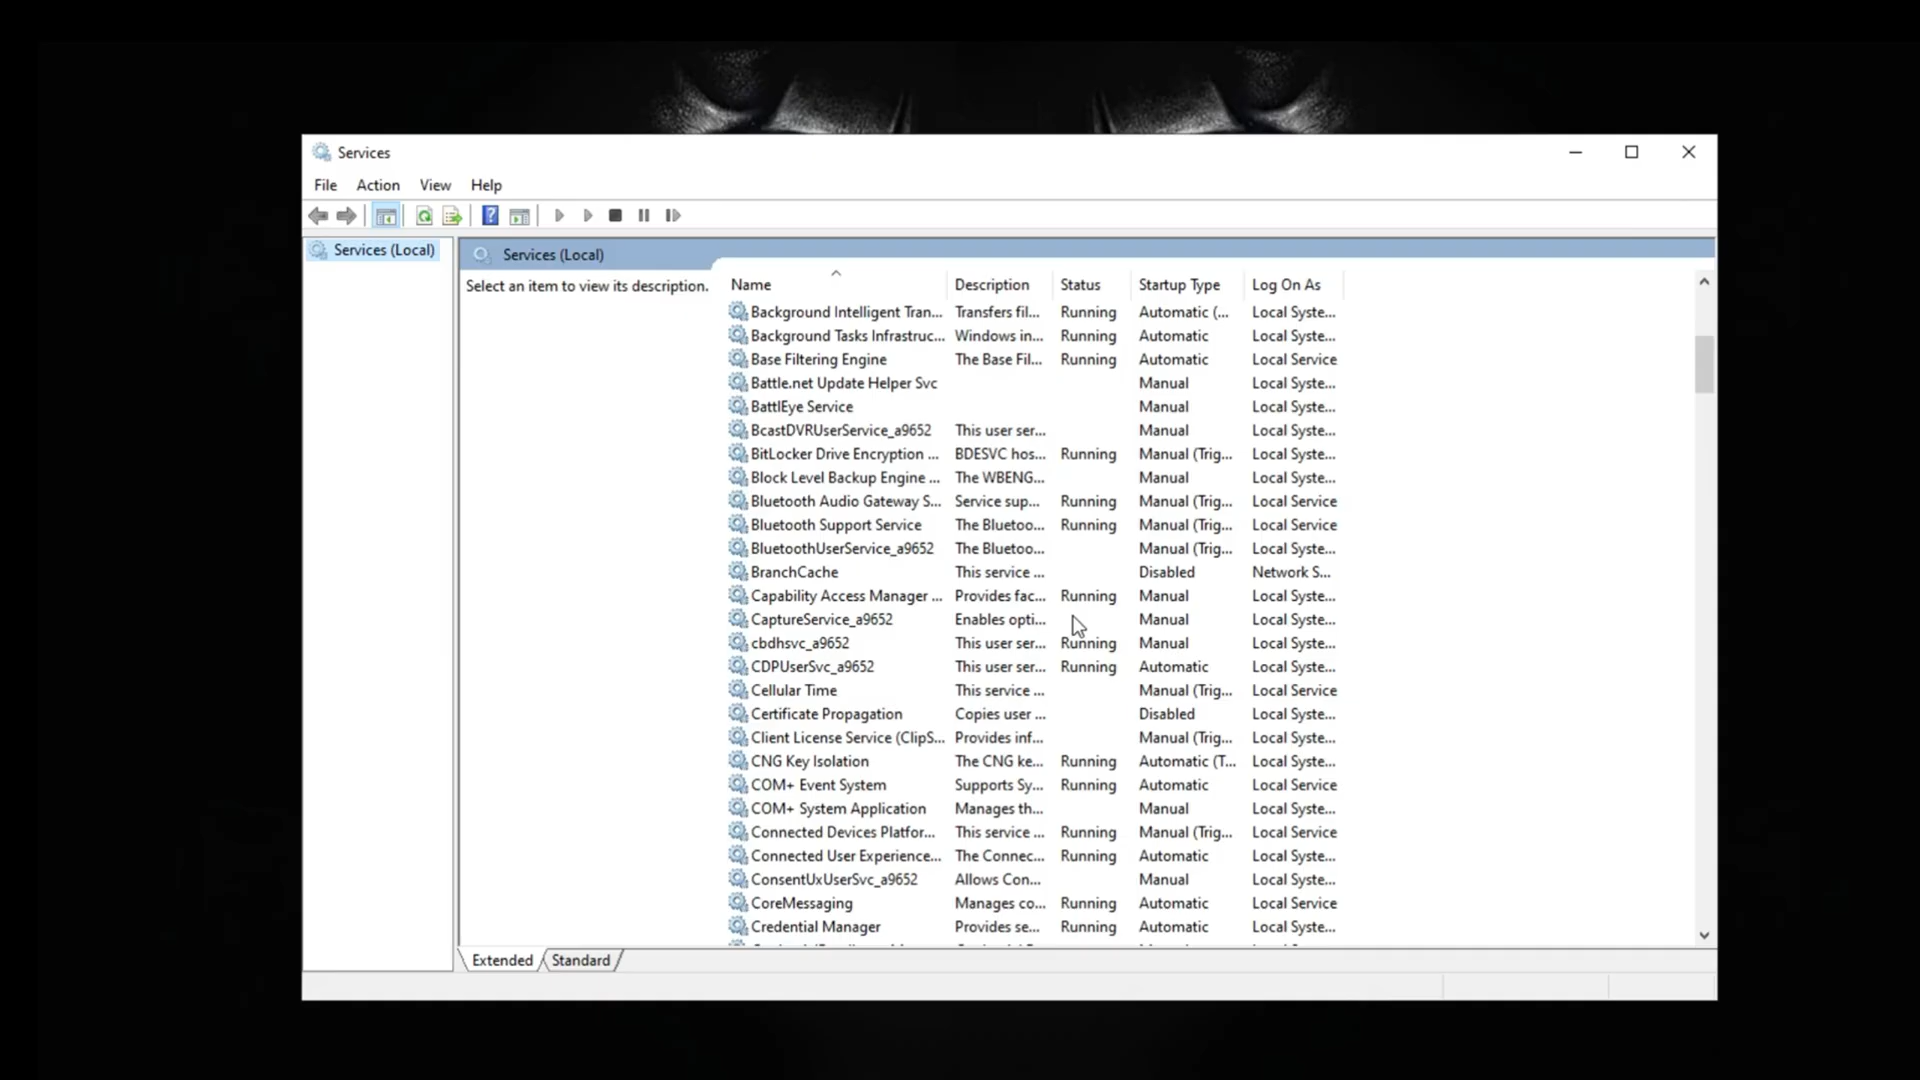 Services
File Action View Help
Services (Local)
Services (Local)
Select an item to view its description.
Name Description Status Startup Type Log On As
Background Intelligent Tran... Transfers fil... Running Automatic (... Local Syste...
Background Tasks Infrastruc... Windows in... Running Automatic Local Syste...
Base Filtering Engine The Base Fil... Running Automatic Local Service
Battle.net Update Helper Svc Manual Local Syste...
BattlEye Service Manual Local Syste...
BcastDVRUserService_a9652 This user ser... Manual Local Syste...
BitLocker Drive Encryption ... BDESVC hos... Running Manual (Trig... Local Syste...
Block Level Backup Engine ... The WBENG... Manual Local Syste...
Bluetooth Audio Gateway S... Service sup... Running Manual (Trig... Local Service
Bluetooth Support Service The Bluetoo... Running Manual (Trig... Local Service
BluetoothUserService_a9652 The Bluetoo... Manual (Trig... Local Syste...
BranchCache This service ... Disabled Network S...
Capability Access Manager ... Provides fac... Running Manual Local Syste...
CaptureService_a9652 Enables opti... Manual Local Syste...
cbdhsvc_a9652 This user ser... Running Manual Local Syste...
CDPUserSvc_a9652 This user ser... Running Automatic Local Syste...
Cellular Time This service ... Manual (Trig... Local Service
Certificate Propagation Copies user ... Disabled Local Syste...
Client License Service (ClipS... Provides inf... Manual (Trig... Local Syste...
CNG Key Isolation The CNG ke... Running Automatic (T... Local Syste...
COM+ Event System Supports Sy... Running Automatic Local Service
COM+ System Application Manages th... Manual Local Syste...
Connected Devices Platfor... This service ... Running Manual (Trig... Local Service
Connected User Experience... The Connec... Running Automatic Local Syste...
ConsentUxUserSvc_a9652 Allows Con... Manual Local Syste...
CoreMessaging Manages co... Running Automatic Local Service
Credential Manager Provides se... Running Automatic Local Syste...
Extended Standard